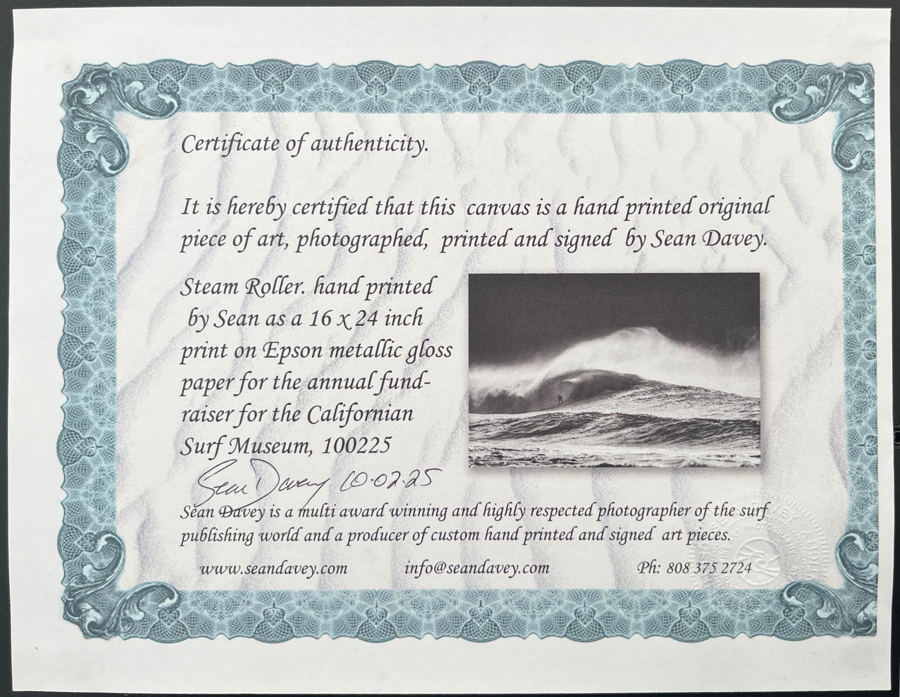 Certificate of authenticity.
It is hereby certified that this canvas is a hand printed original
piece of art, photographed, printed and signed by Sean Davey.
Steam Roller. hand printed
by Sean as a 16 x 24 inch
print on Epson metallic gloss
paper for the annual fund-
raiser for the Californian
Surf Museum, 100225
Sean Davey 10.02.25
Sean Davey is a multi award winning and highly respected photographer of the surf
publishing world and a producer of custom hand printed and signed art pieces.
www.seandavey.com info@seandavey.com Ph: 808 375 2724